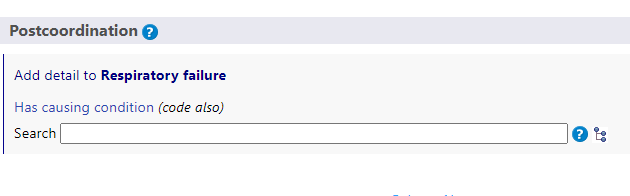 Postcoordination ?
Add detail to Respiratory failure
Has causing condition (code also)
Search ?